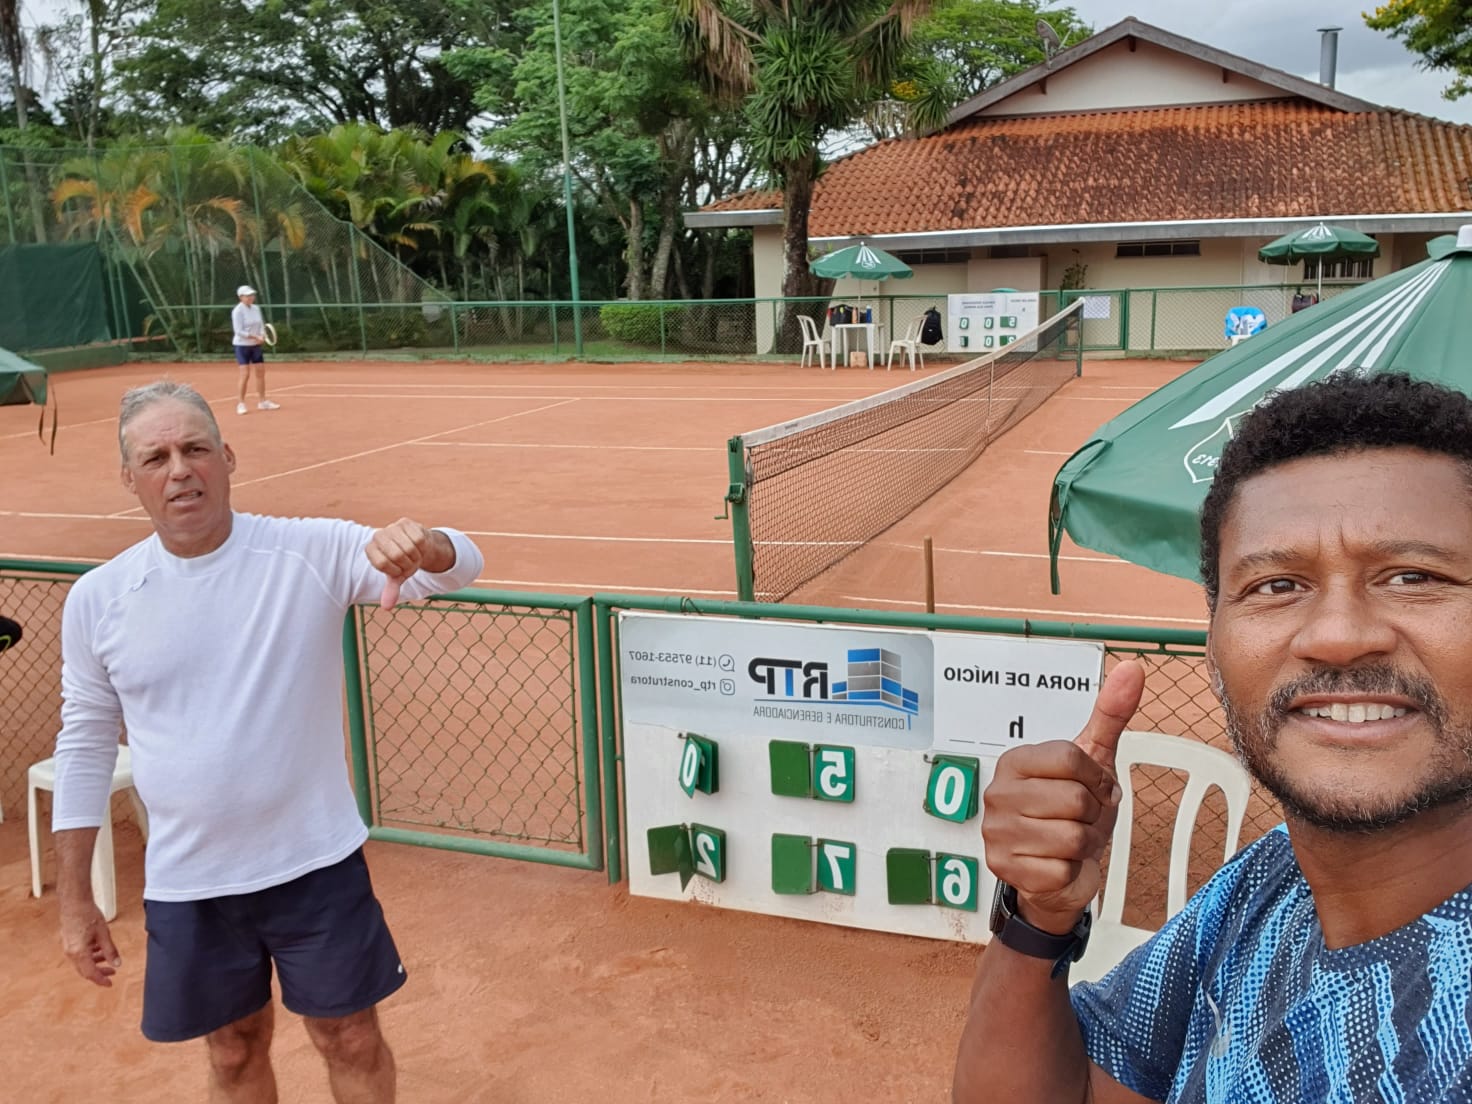 HORA DE INÍCIO
h
RTP
CONSTRUTORA E GERENCIADORA
(11) 97553-1607
rtp_construtora
0 5 0
6 7 2